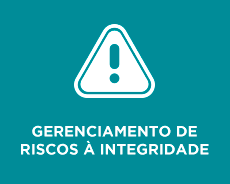 GERENCIAMENTO DE
RISCOS À INTEGRIDADE